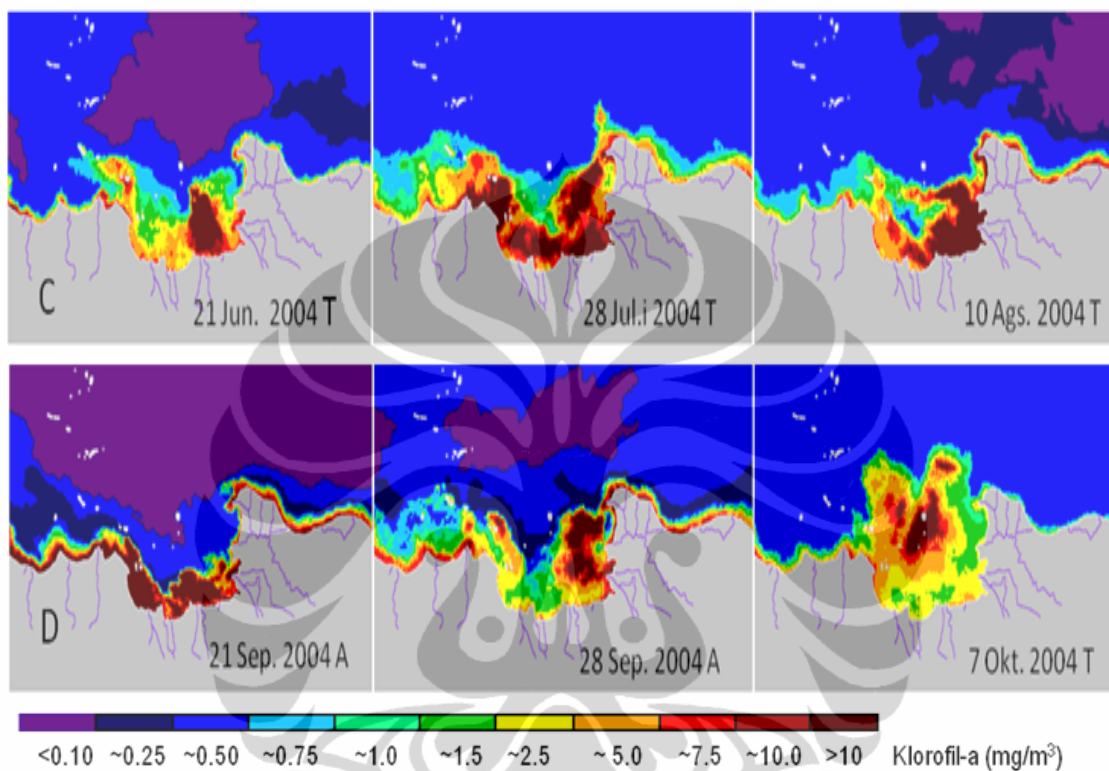 C
21 Jun. 2004 T
28 Jul.i 2004 T
10 Ags. 2004 T
D
21 Sep. 2004 A
28 Sep. 2004 A
7 Okt. 2004 T
<0.10 ~0.25 ~0.50 ~0.75 ~1.0 ~1.5 ~2.5 ~ 5.0 ~7.5 ~10.0 >10 Klorofil-a (mg/m³)